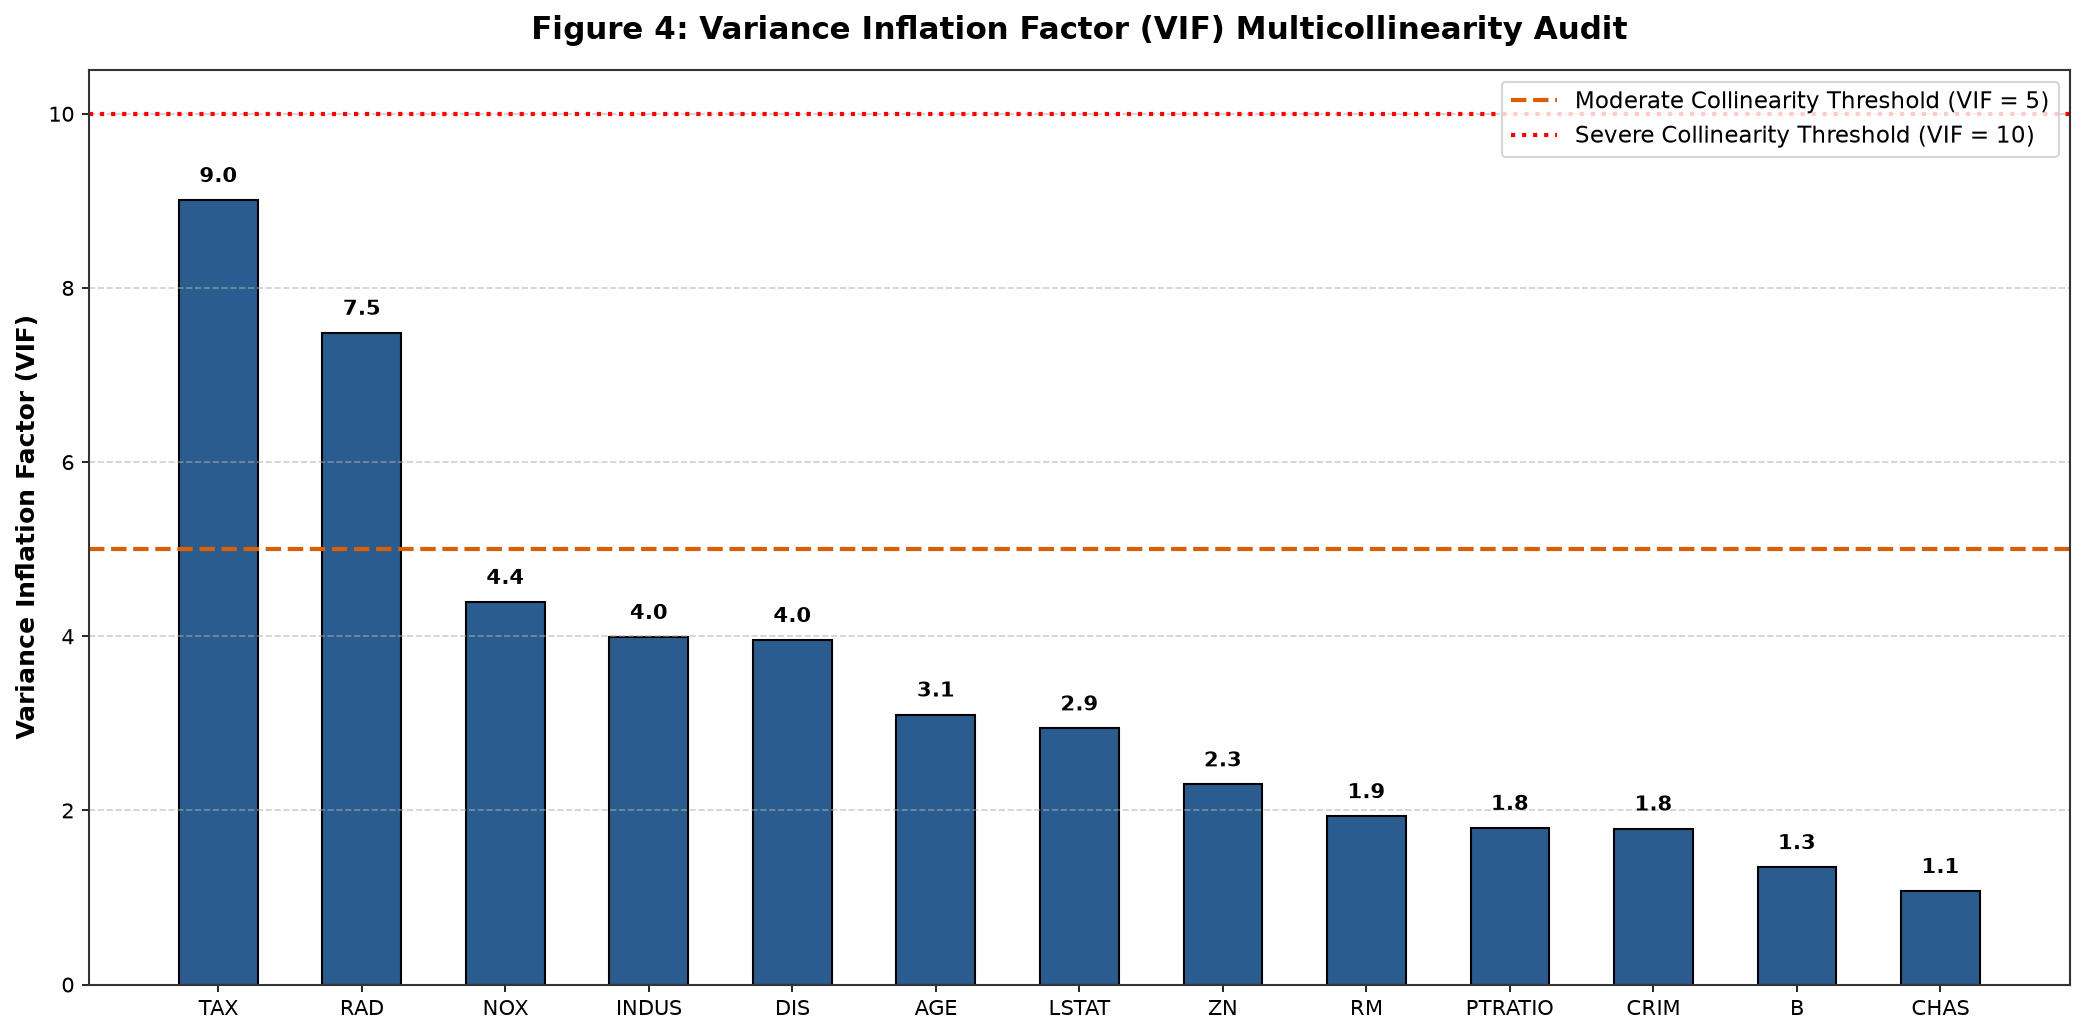 Figure 4: Variance Inflation Factor (VIF) Multicollinearity Audit
Moderate Collinearity Threshold (VIF = 5)
Severe Collinearity Threshold (VIF = 10)
Variance Inflation Factor (VIF)
10
8
6
4
2
0
9.0
7.5
4.4
4.0
4.0
3.1
2.9
2.3
1.9
1.8
1.8
1.3
1.1
TAX
RAD
NOX
INDUS
DIS
AGE
LSTAT
ZN
RM
PTRATIO
CRIM
B
CHAS